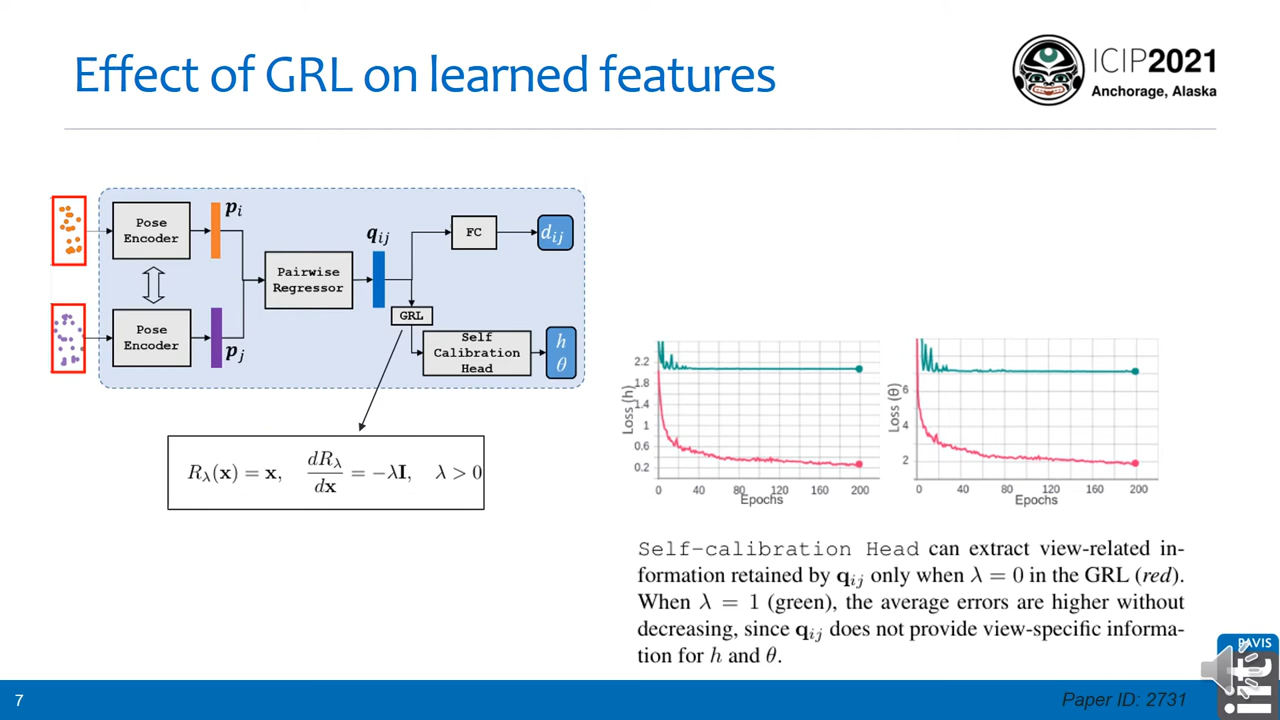 Effect of GRL on learned features
ICIP2021
Anchorage, Alaska
Pose
Encoder
p_i
q_ij
FC
d_ij
Pairwise
Regressor
GRL
Pose
Encoder
p_j
Self
Calibration
Head
h
θ
R_λ(x) = x, dR_λ/dx = −λI, λ > 0
Loss (h)
2.2
1.8
1.4
1
0.6
0.2
0 40 80 120 160 200
Epochs
Loss (θ)
6
4
2
0 40 80 120 160 200
Epochs
Self-calibration Head can extract view-related in-
formation retained by q_ij only when λ = 0 in the GRL (red).
When λ = 1 (green), the average errors are higher without
decreasing, since q_ij does not provide view-specific informa-
tion for h and θ.
PAVIS
iit
7
Paper ID: 2731